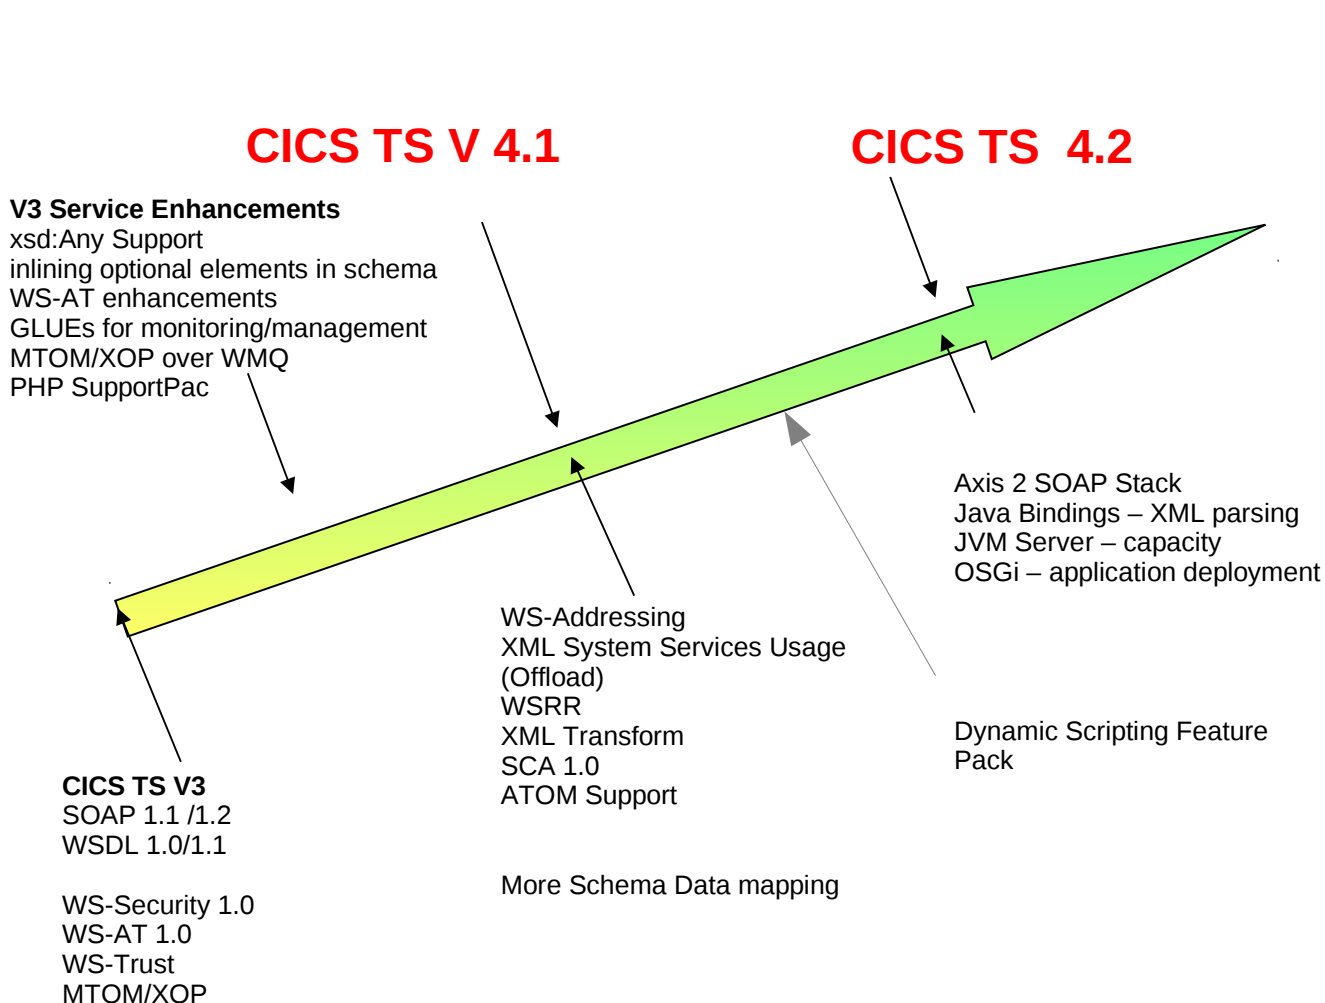 CICS TS V 4.1
CICS TS 4.2
V3 Service Enhancements
xsd:Any Support
inlining optional elements in schema
WS-AT enhancements
GLUEs for monitoring/management
MTOM/XOP over WMQ
PHP SupportPac
Axis 2 SOAP Stack
Java Bindings – XML parsing
JVM Server – capacity
OSGi – application deployment
WS-Addressing
XML System Services Usage
(Offload)
WSRR
XML Transform
SCA 1.0
ATOM Support
More Schema Data mapping
Dynamic Scripting Feature
Pack
CICS TS V3
SOAP 1.1 /1.2
WSDL 1.0/1.1
WS-Security 1.0
WS-AT 1.0
WS-Trust
MTOM/XOP